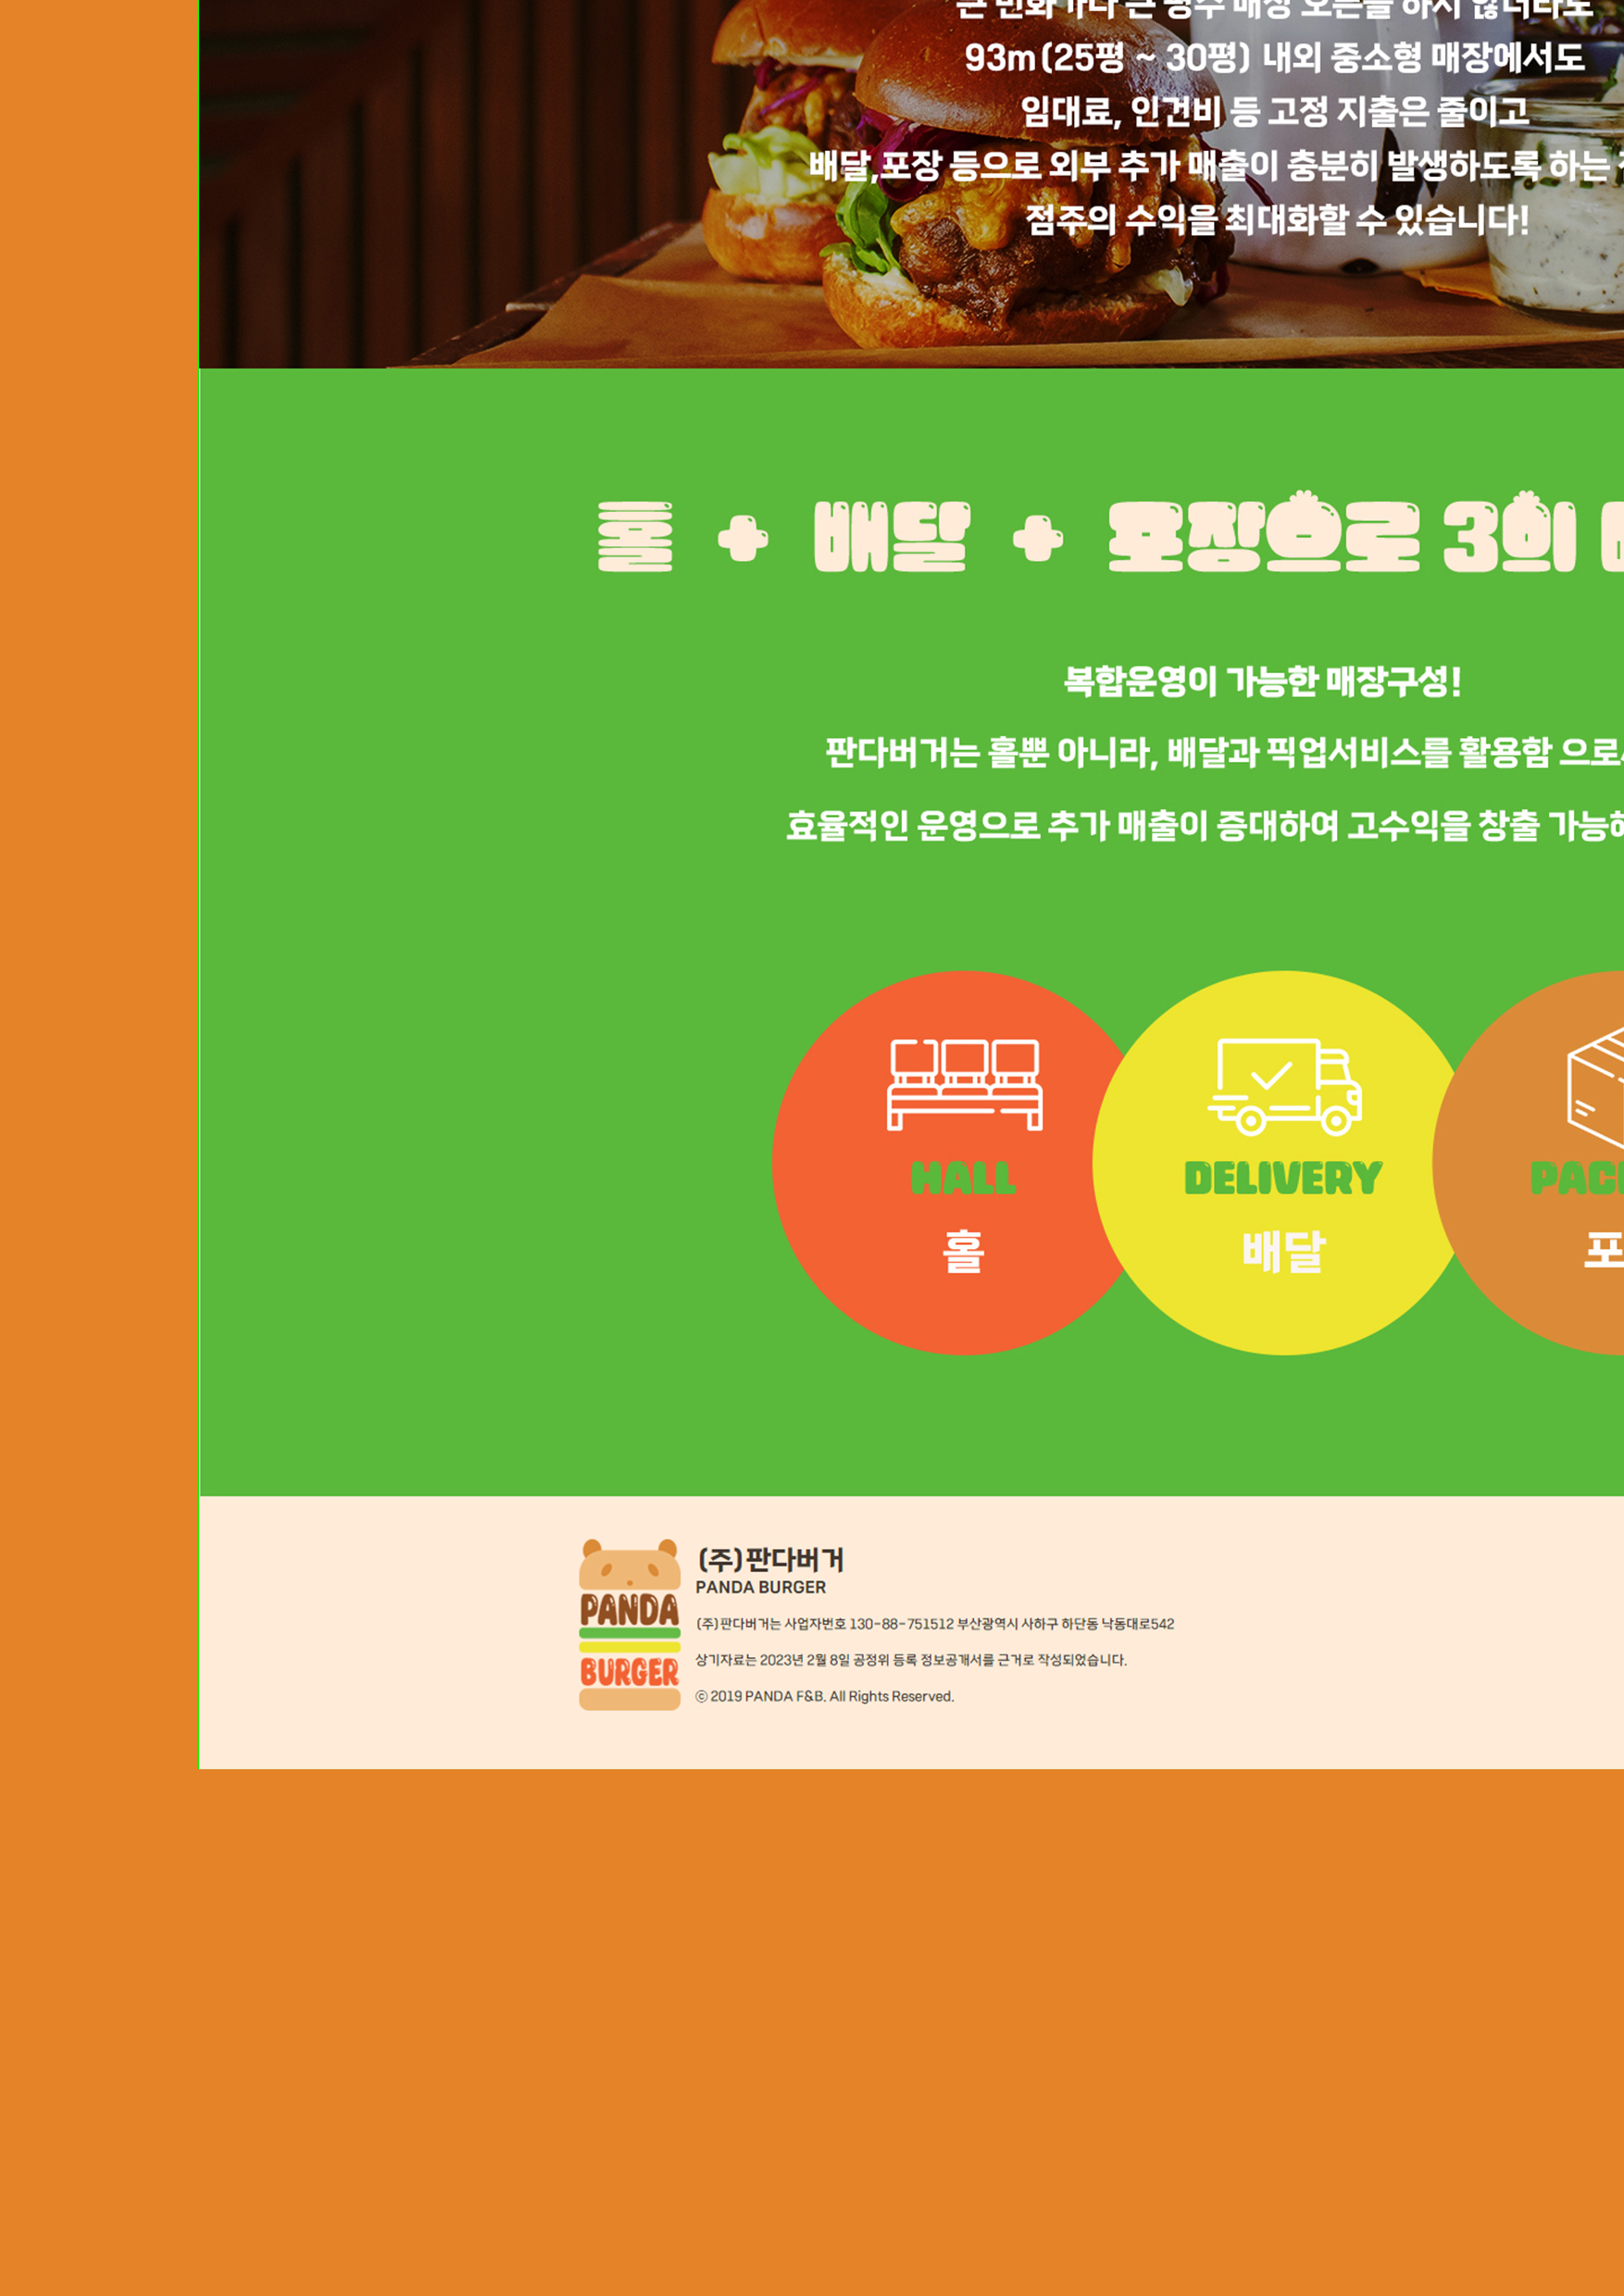 93m (25평 ~ 30평) 내외 중소형 매장에서도
임대료, 인건비 등 고정 지출은 줄이고
배달,포장 등으로 외부 추가 매출이 충분히 발생하도록 하는
점주의 수익을 최대화할 수 있습니다!
홀 + 배달 + 포장으로 3의
복합운영이 가능한 매장구성!
판다버거는 홀뿐 아니라, 배달과 픽업서비스를 활용함 으로
효율적인 운영으로 추가 매출이 증대하여 고수익을 창출 가능
HALL
홀
DELIVERY
배달
PAC
포
PANDA
BURGER
(주)판다버거
PANDA BURGER
(주)판다버거는 사업자번호 130-88-751512 부산광역시 사하구 하단동 낙동대로542
상기자료는 2023년 2월 8일 공정위 등록 정보공개서를 근거로 작성되었습니다.
ⓒ 2019 PANDA F&B. All Rights Reserved.